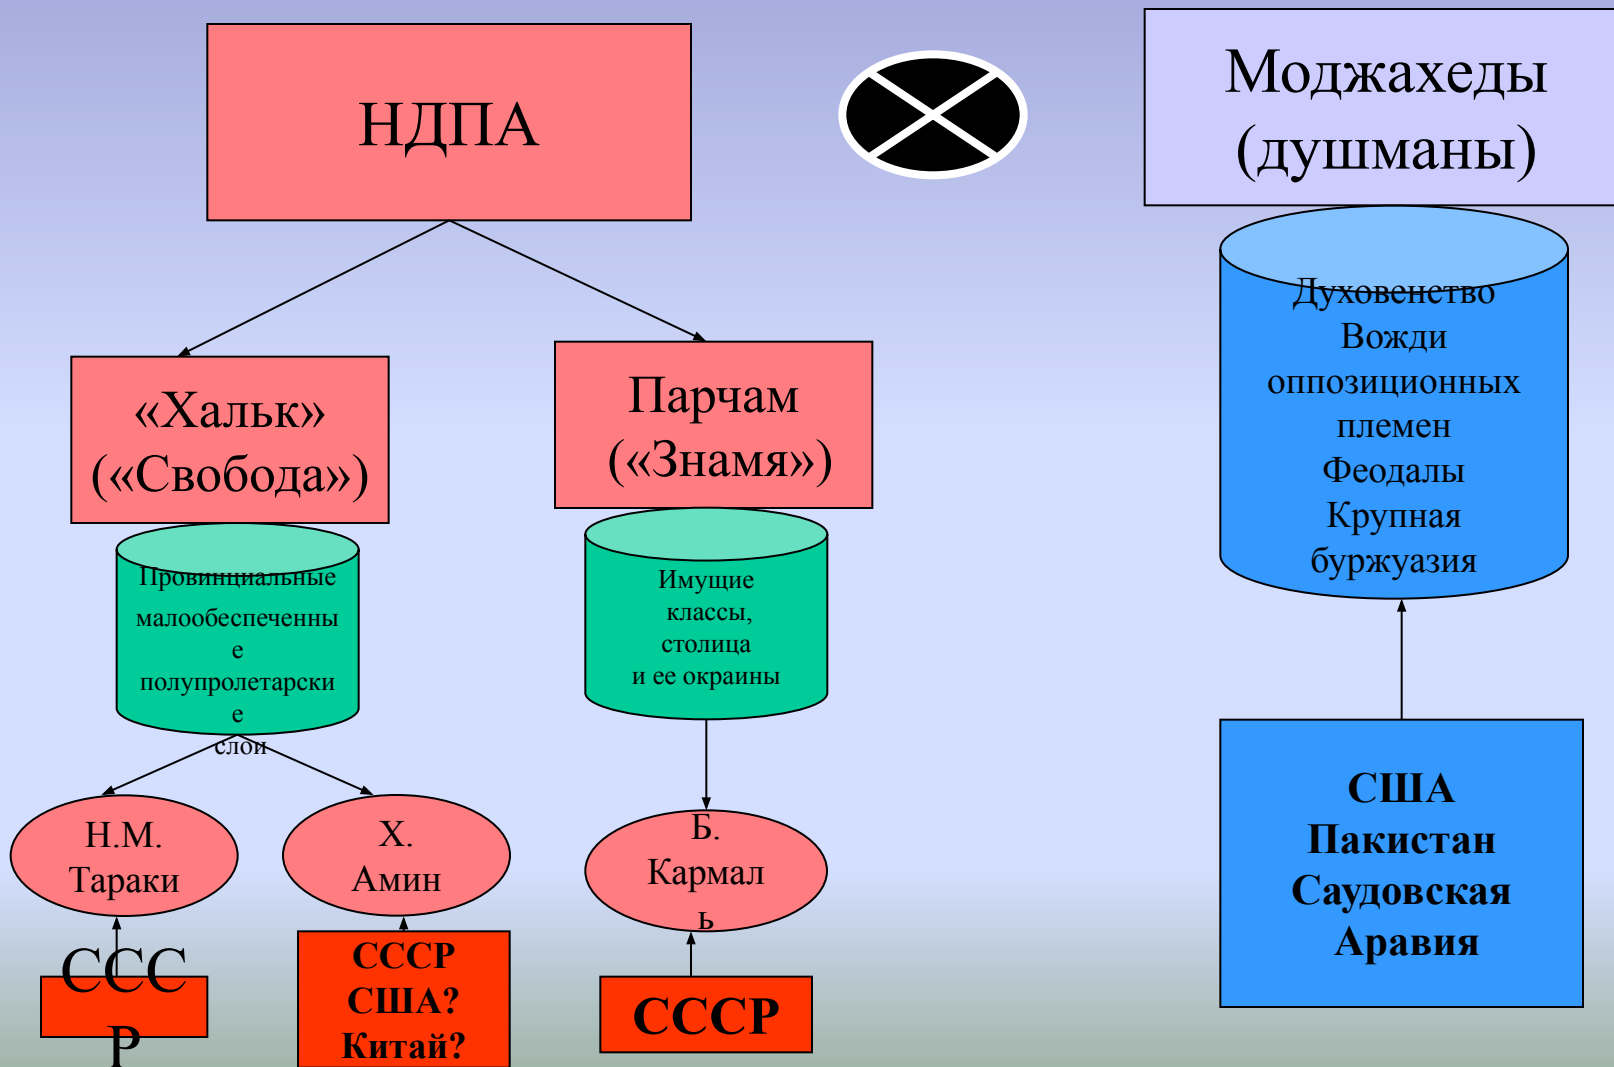 НДПА
Моджахеды
(душманы)
Духовенство
Вожди
оппозиционных
племен
Феодалы
Крупная
буржуазия
«Хальк»
(«Свобода»)
Парчам
(«Знамя»)
Провинциальные
малообеспеченны
е
полупролетарски
е
слои
Имущие
классы,
столица
и ее окраины
Н.М.
Тараки
Х.
Амин
Б.
Кармал
ь
США
Пакистан
Саудовская
Аравия
ССС
Р
СССР
США?
Китай?
СССР